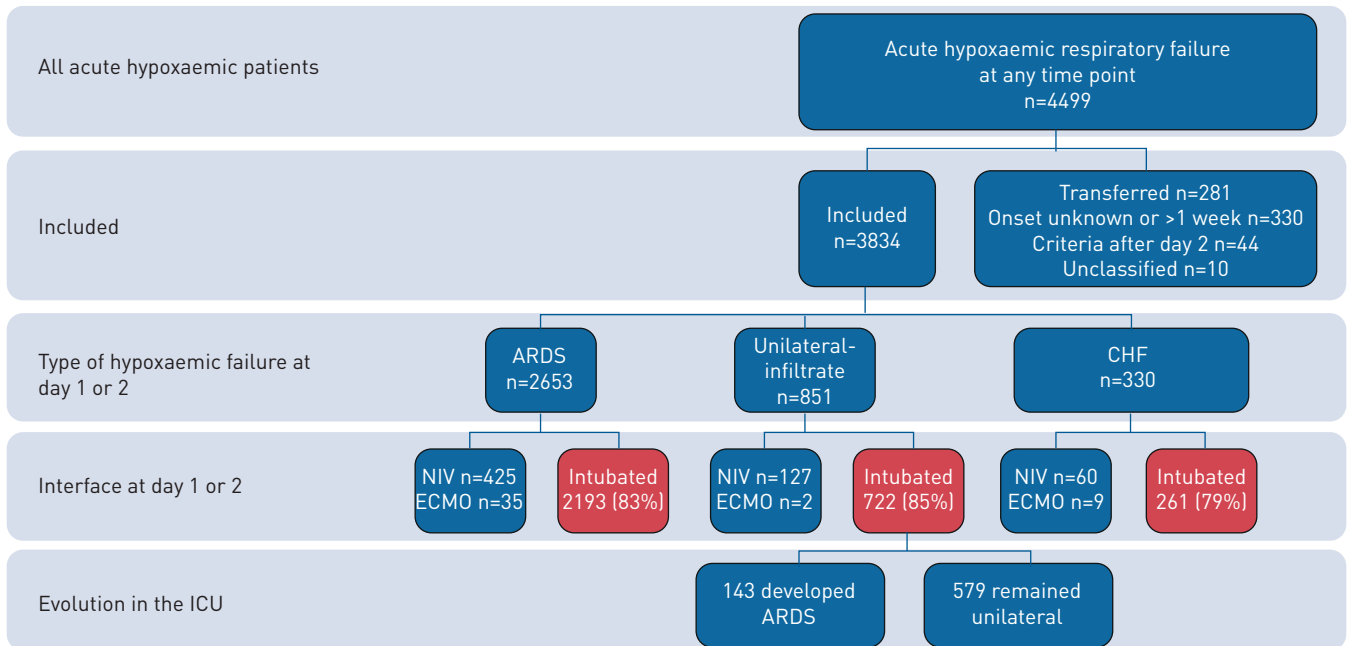 All acute hypoxaemic patients
Acute hypoxaemic respiratory failure
at any time point
n=4499
Included
Included
n=3834
Transferred n=281
Onset unknown or >1 week n=330
Criteria after day 2 n=44
Unclassified n=10
Type of hypoxaemic failure at
day 1 or 2
ARDS
n=2653
Unilateral-
infiltrate
n=851
CHF
n=330
Interface at day 1 or 2
NIV n=425
ECMO n=35
Intubated
2193 (83%)
NIV n=127
ECMO n=2
Intubated
722 (85%)
NIV n=60
ECMO n=9
Intubated
261 (79%)
Evolution in the ICU
143 developed
ARDS
579 remained
unilateral